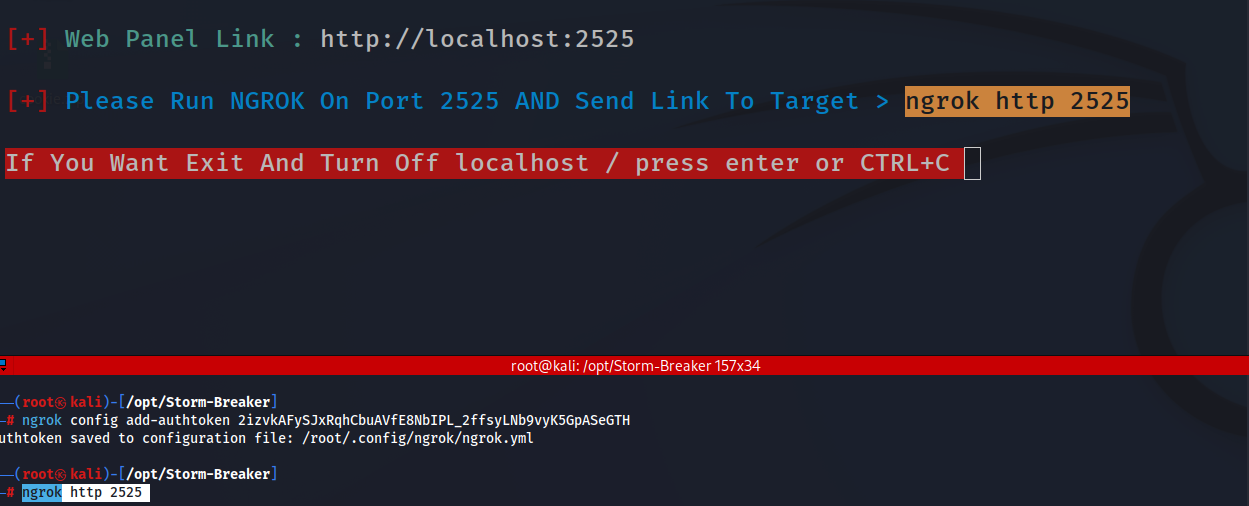 [+] Web Panel Link : http://localhost:2525
[+] Please Run NGROK On Port 2525 AND Send Link To Target > ngrok http 2525
If You Want Exit And Turn Off localhost / press enter or CTRL+C
root@kali: /opt/Storm-Breaker 157x34
(root㉿kali)-[/opt/Storm-Breaker]
# ngrok config add-authtoken 2izvkAFySJxRqhCbuAVfE8NbIPL_2ffsyLNb9vyK5GpASeGTH
uthtoken saved to configuration file: /root/.config/ngrok/ngrok.yml
(root㉿kali)-[/opt/Storm-Breaker]
# ngrok http 2525